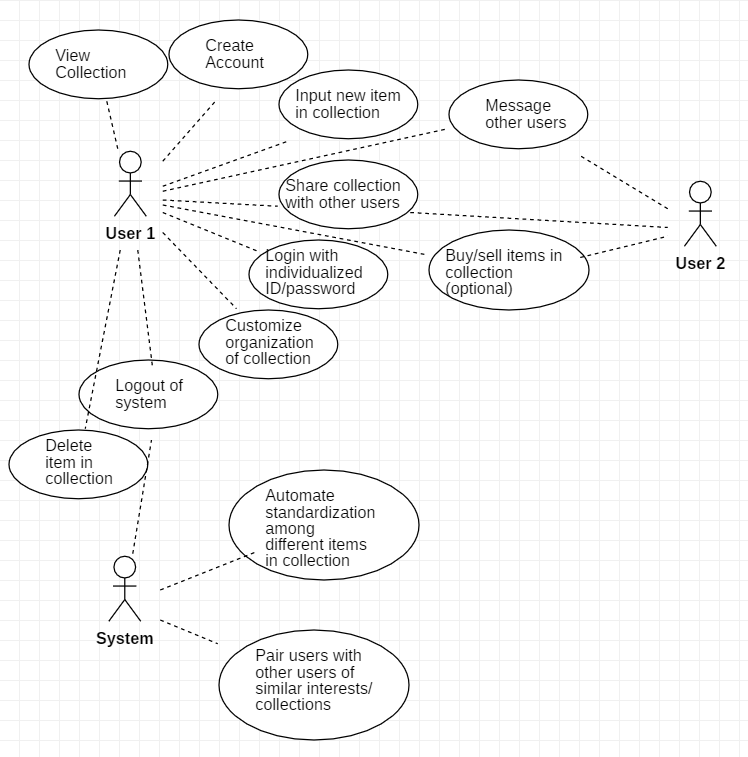 View
Collection
Create
Account
Input new item
in collection
Message
other users
Share collection
with other users
User 1
User 2
Login with
individualized
ID/password
Buy/sell items in
collection
(optional)
Customize
organization
of collection
Logout of
system
Delete
item in
collection
Automate
standardization
among
different items
in collection
System
Pair users with
other users of
similar interests/
collections